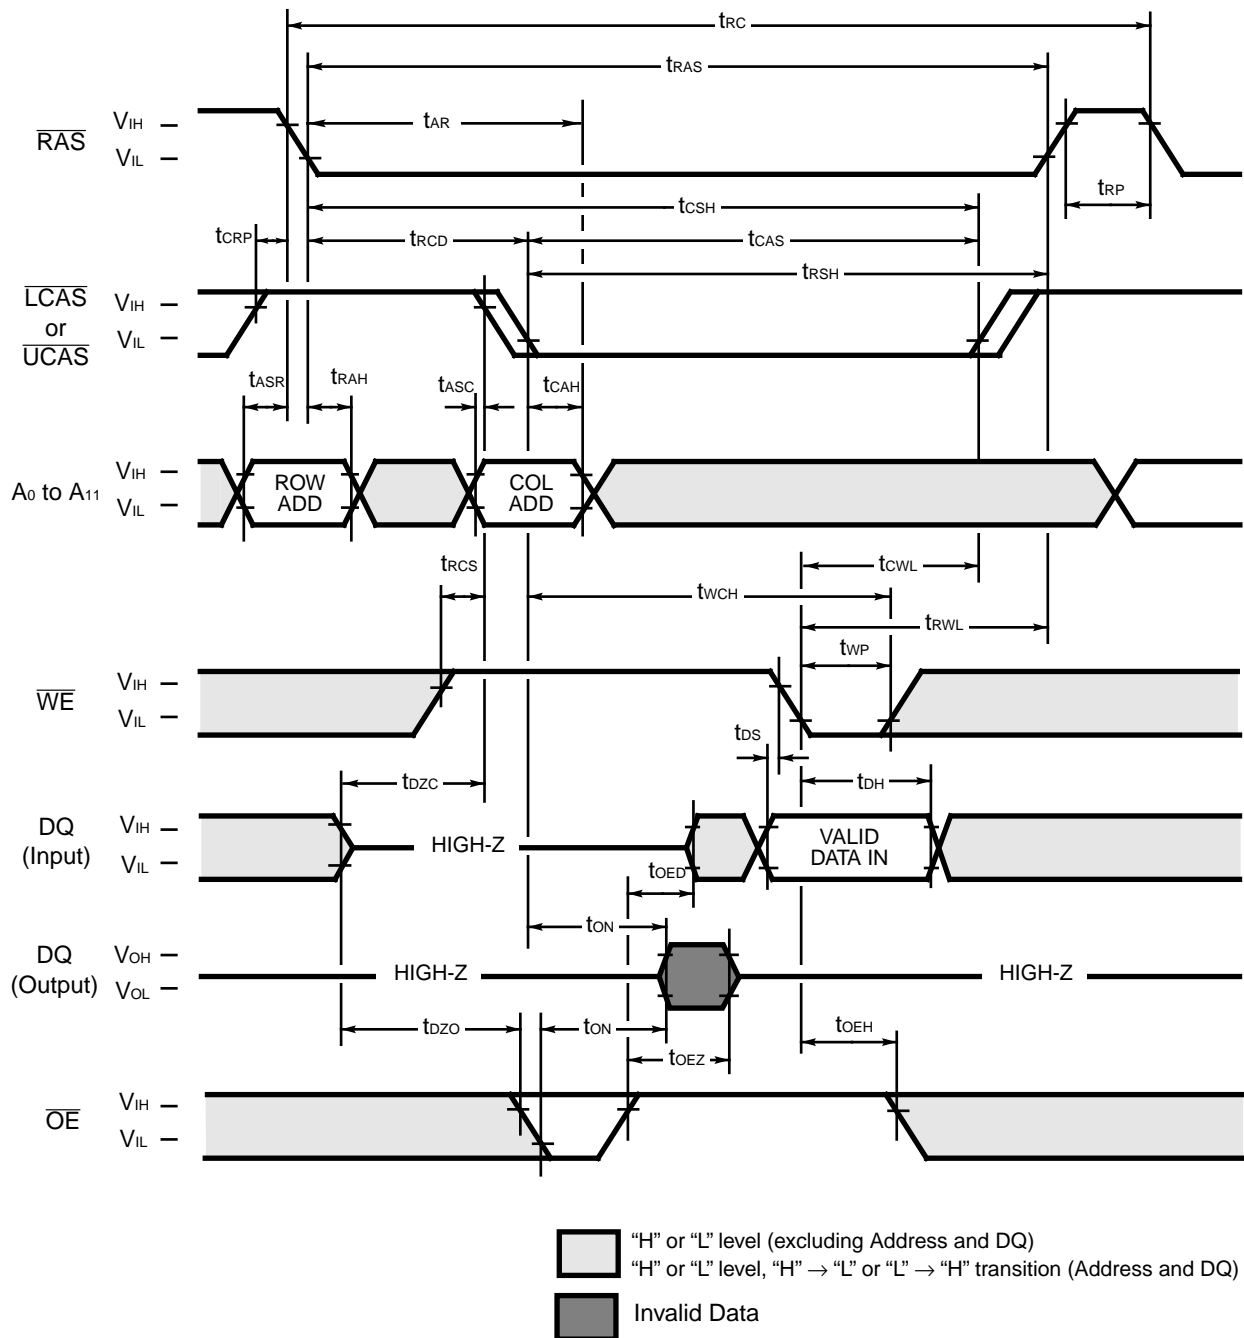 tRC
tRAS
tAR
RAS
VIH
VIL
tRP
tCSH
tCRP
tRCD
tCAS
tRSH
LCAS
or
UCAS
VIH
VIL
tASR
tRAH
tASC
tCAH
A0 to A11
VIH
VIL
ROW
ADD
COL
ADD
tRCS
tCWL
tWCH
tRWL
tWP
WE
VIH
VIL
tDS
tDZC
tDH
DQ
(Input)
VIH
VIL
HIGH-Z
VALID
DATA IN
tOED
tON
DQ
(Output)
VOH
VOL
HIGH-Z
HIGH-Z
tDZO
tON
tOEZ
tOEH
OE
VIH
VIL
“H” or “L” level (excluding Address and DQ)
“H” or “L” level, “H” → “L” or “L” → “H” transition (Address and DQ)
Invalid Data